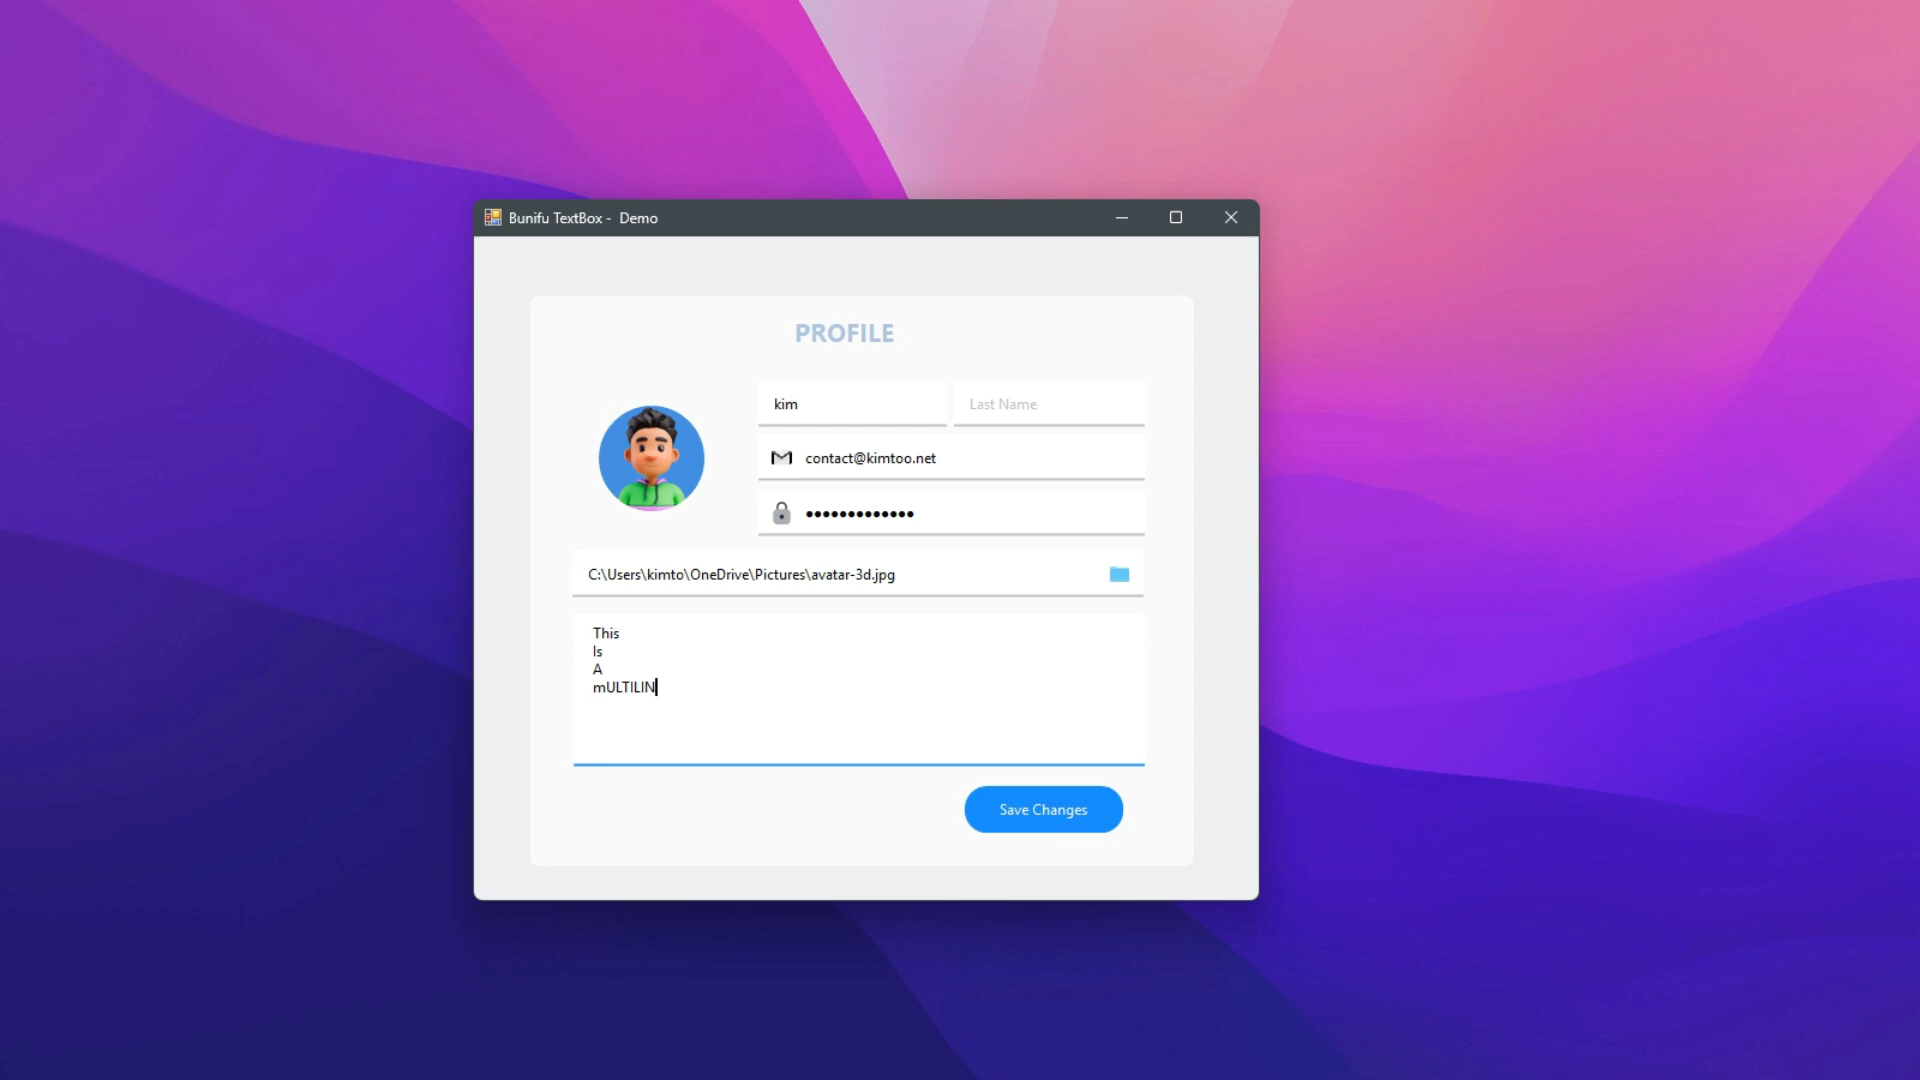 Bunifu TextBox - Demo
PROFILE
kim
Last Name
contact@kimtoo.net
•••••••••••••
C:\Users\kimto\OneDrive\Pictures\avatar-3d.jpg
This
Is
A
mULTILIN
Save Changes